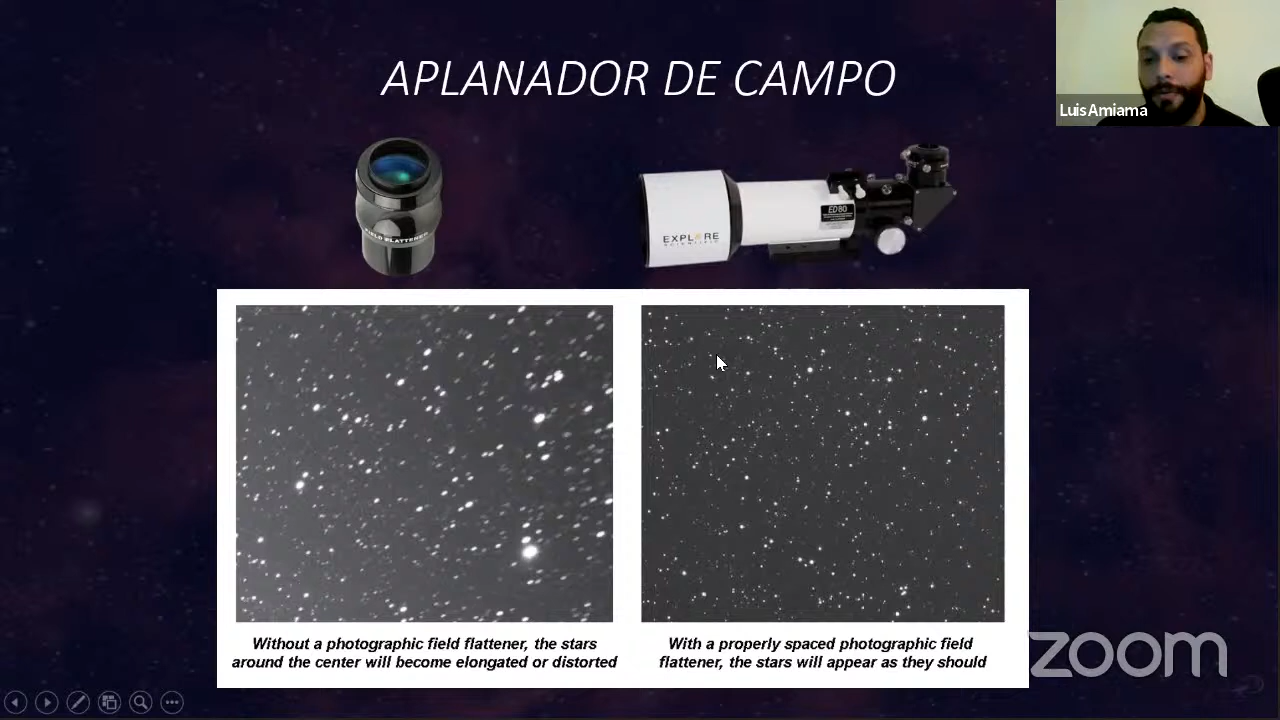 APLANADOR DE CAMPO
Luis Amiama
FIELD FLATTENER
ED80
EXPLORE
SCIENTIFIC
Without a photographic field flattener, the stars
around the center will become elongated or distorted
With a properly spaced photographic field
flattener, the stars will appear as they should
zoom